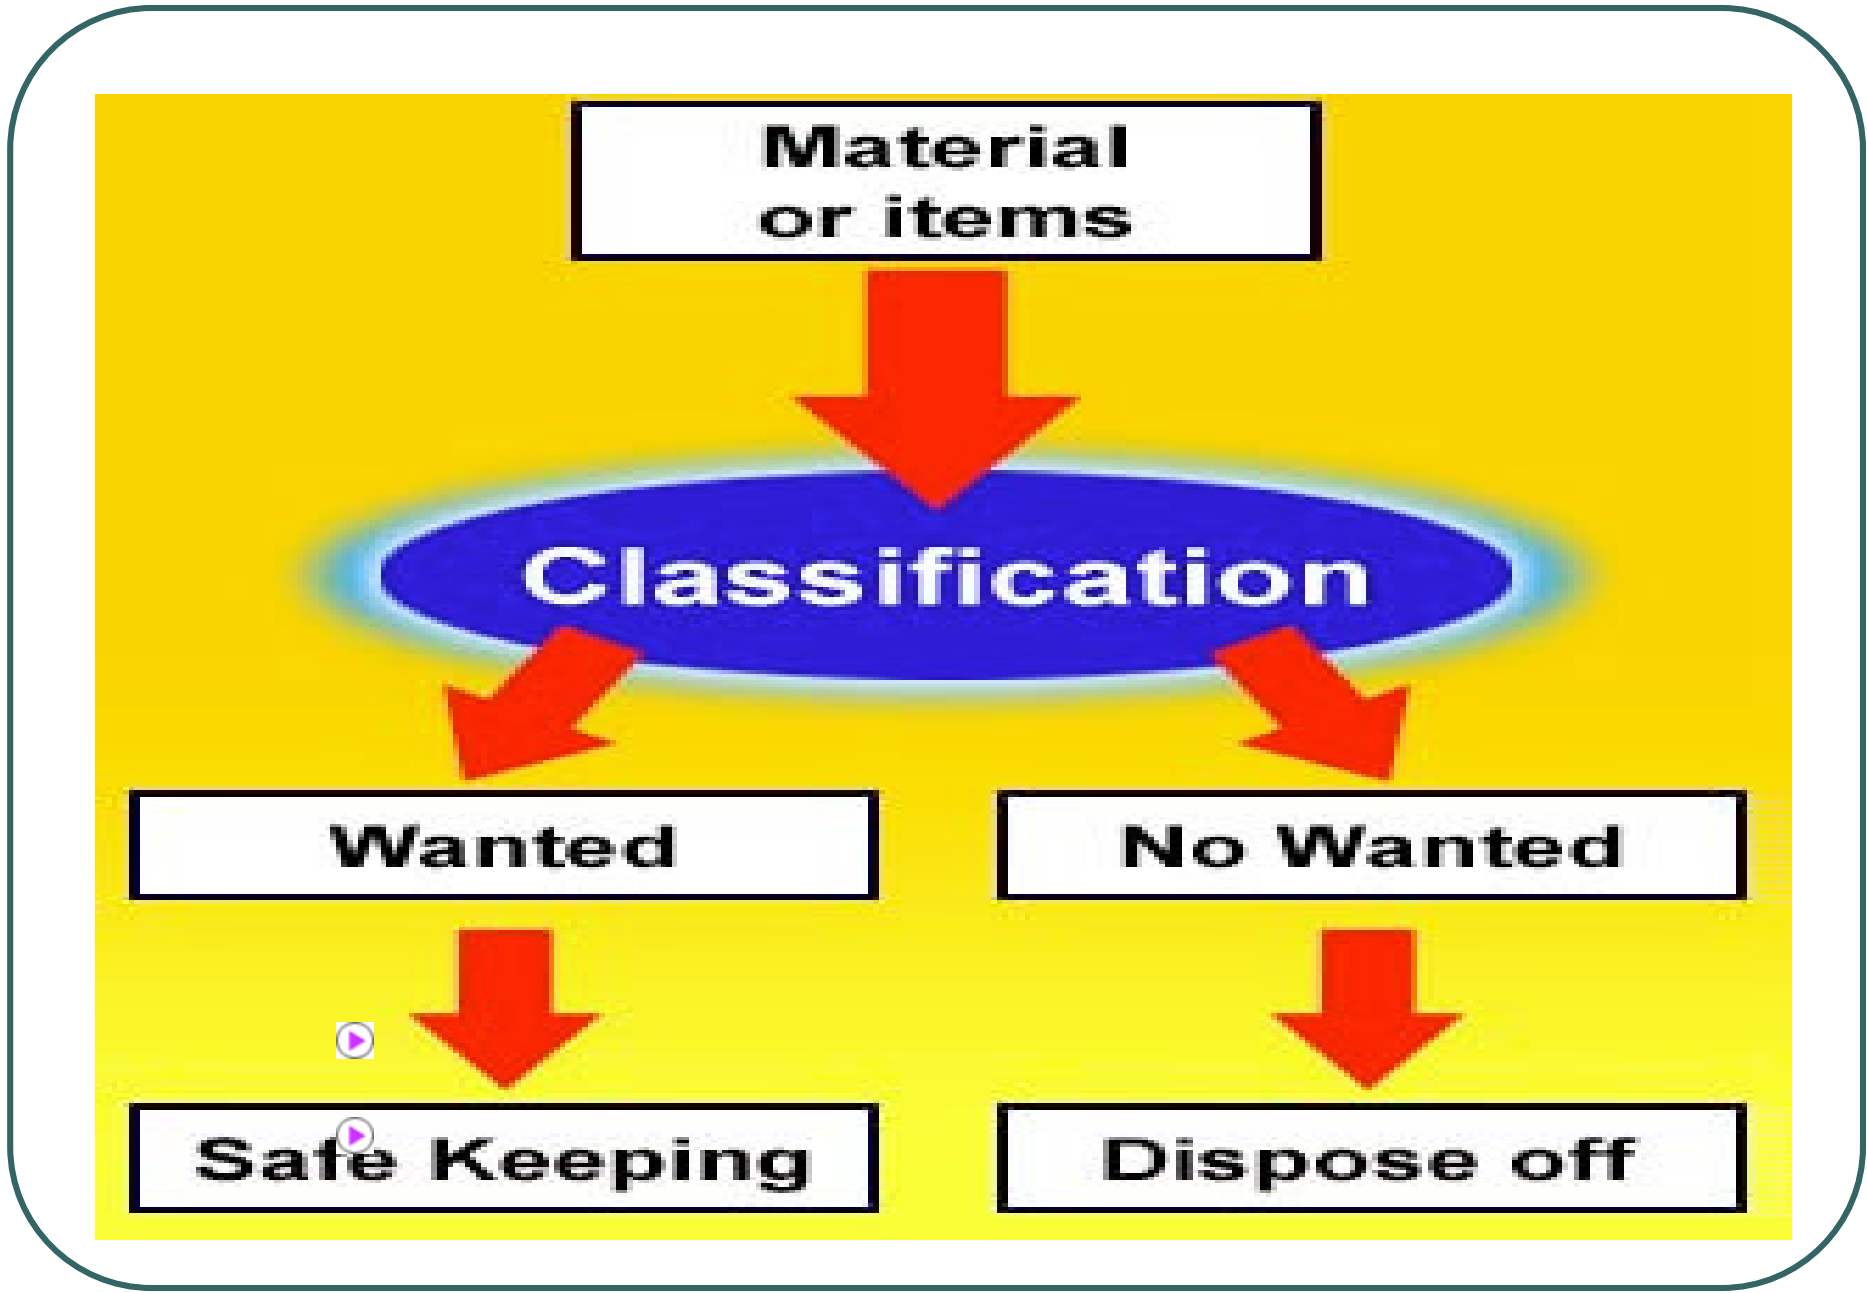 Material
or items
Classification
Wanted
No Wanted
Safe Keeping
Dispose off